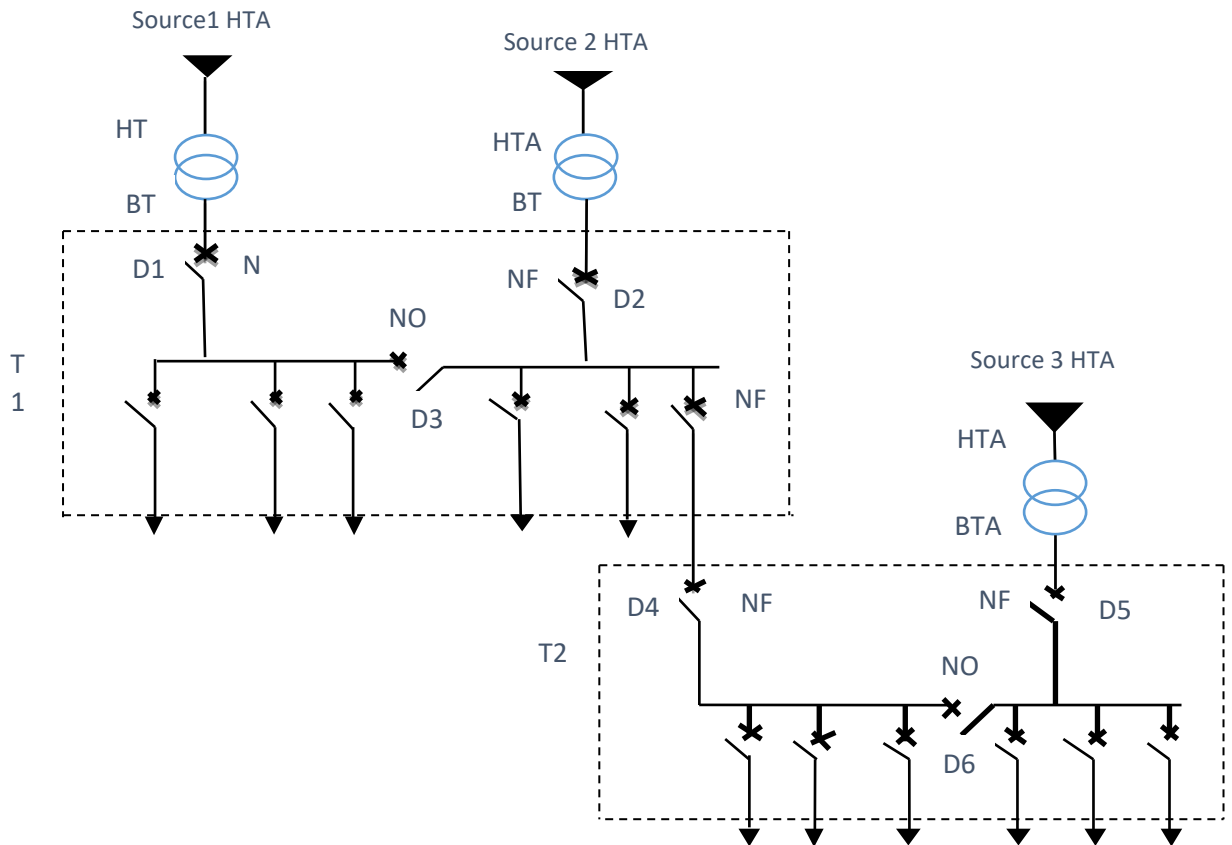 Source1 HTA
Source 2 HTA
HT
HTA
BT
BT
D1
N
NF
D2
NO
T
1
D3
NF
Source 3 HTA
HTA
BTA
D4
NF
NF
D5
T2
NO
D6